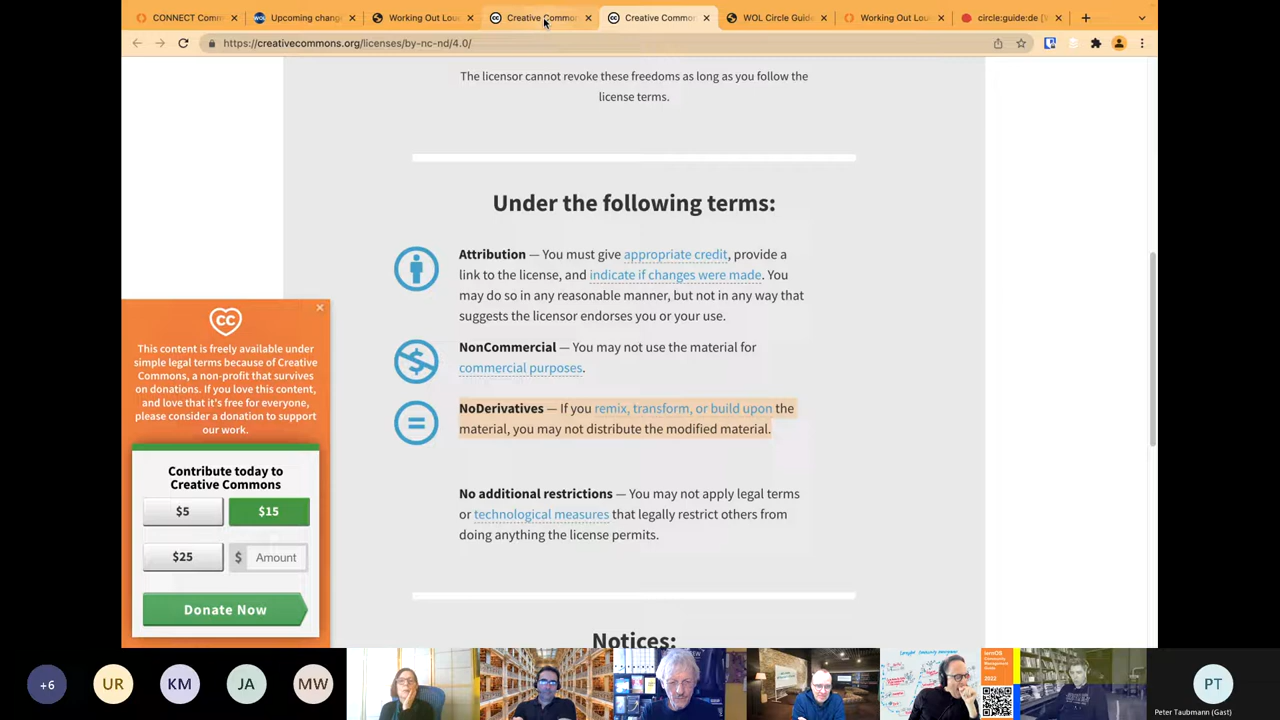 CONNECT Comm
Upcoming chang
Working Out Lou
Creative Common
Creative Common
WOL Circle Guid
Working Out Lou
circle:guide:de [W
https://creativecommons.org/licenses/by-nc-nd/4.0/
The licensor cannot revoke these freedoms as long as you follow the
license terms.
Under the following terms:
Attribution — You must give appropriate credit, provide a
link to the license, and indicate if changes were made. You
may do so in any reasonable manner, but not in any way that
suggests the licensor endorses you or your use.
NonCommercial — You may not use the material for
commercial purposes.
NoDerivatives — If you remix, transform, or build upon the
material, you may not distribute the modified material.
No additional restrictions — You may not apply legal terms
or technological measures that legally restrict others from
doing anything the license permits.
Notices:
CC
This content is freely available under
simple legal terms because of Creative
Commons, a non-profit that survives
on donations. If you love this content,
and love that it's free for everyone,
please consider a donation to support
our work.
Contribute today to
Creative Commons
$5
$15
$25
$ Amount
Donate Now
+6
UR
KM
JA
MW
lernOS
Community
Management
Guide
2022
PT
Peter Taubmann (Gast)